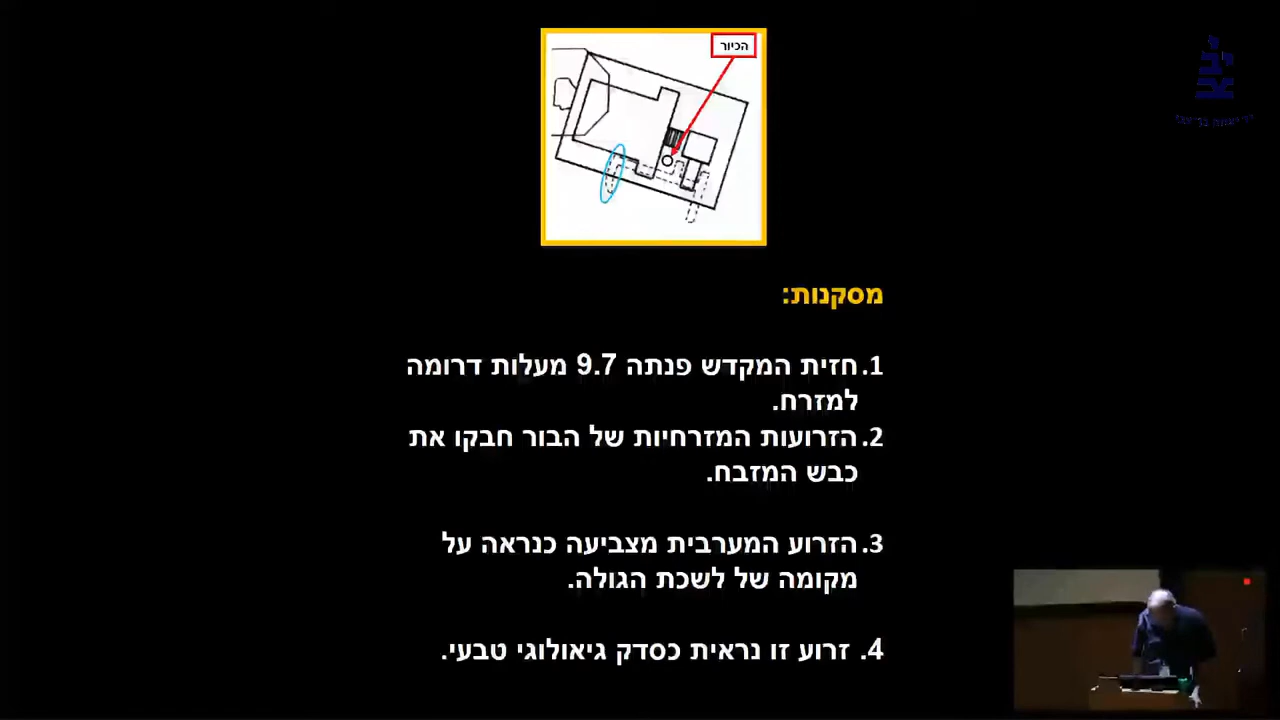 הכיור
מסקנות:
1. חזית המקדש פנתה 9.7 מעלות דרומה
למזרח.
2. הזרועות המזרחיות של הבור חבקו את
כבש המזבח.
3. הזרוע המערבית מצביעה כנראה על
מקומה של לשכת הגולה.
4. זרוע זו נראית כסדק גיאולוגי טבעי.